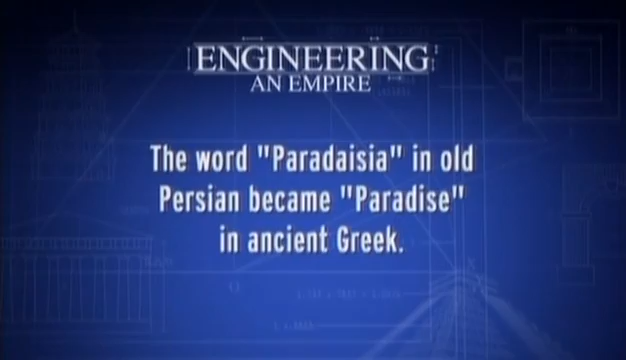 ENGINEERING
AN EMPIRE
The word "Paradaisia" in old
Persian became "Paradise"
in ancient Greek.